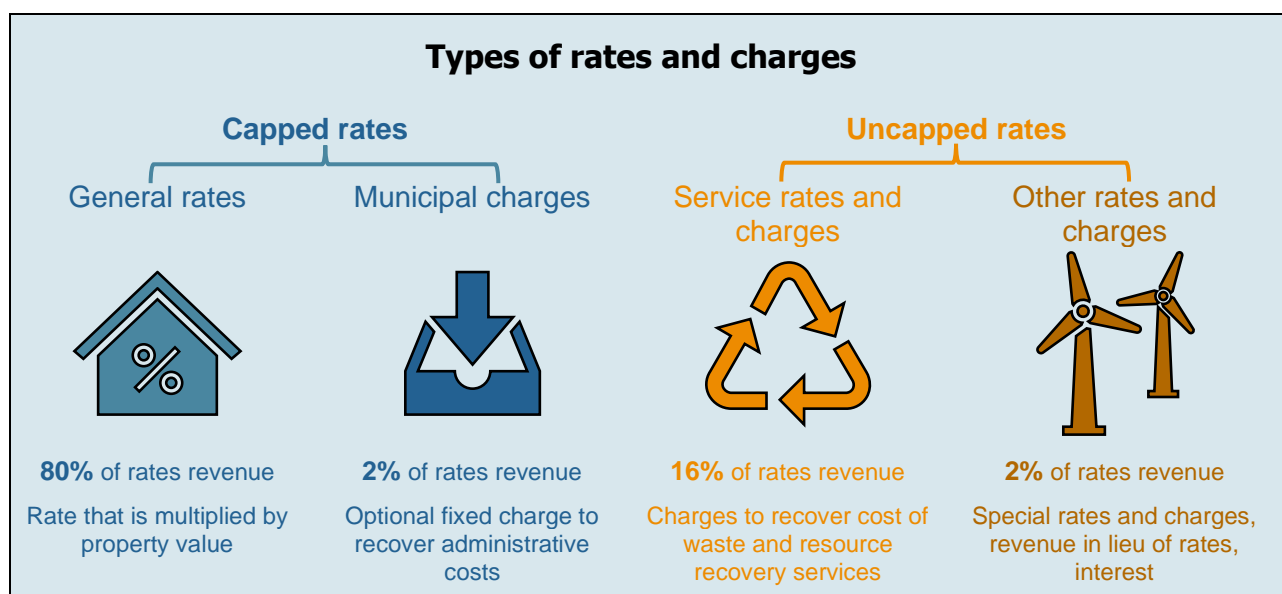 Types of rates and charges
Capped rates
General rates
Municipal charges
80% of rates revenue
Rate that is multiplied by
property value
2% of rates revenue
Optional fixed charge to
recover administrative
costs
Uncapped rates
Service rates and
charges
Other rates and
charges
16% of rates revenue
Charges to recover cost of
waste and resource
recovery services
2% of rates revenue
Special rates and charges,
revenue in lieu of rates,
interest